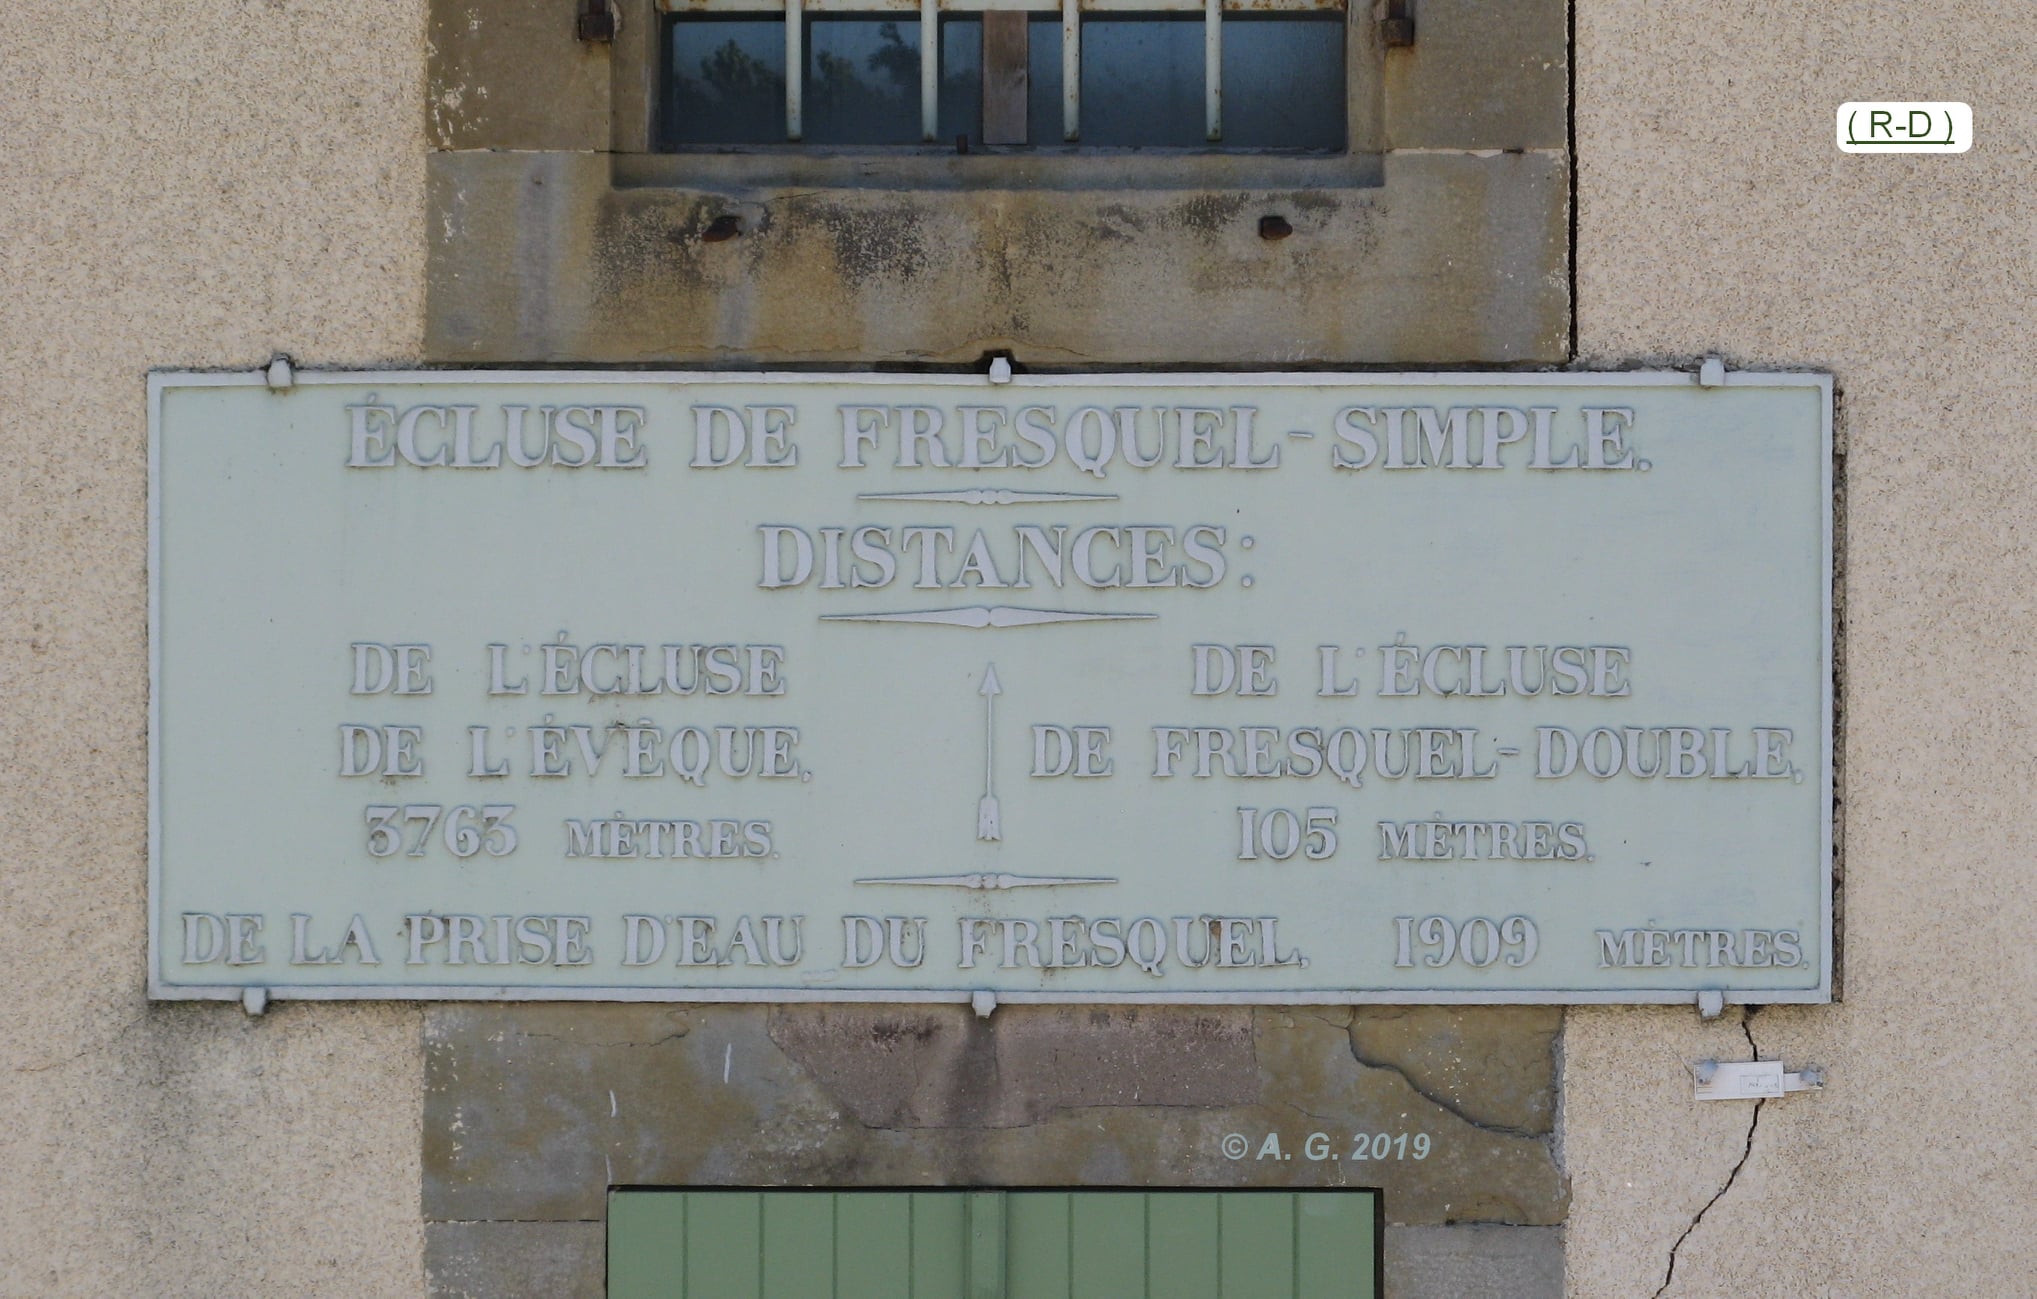 ( R-D )
ÉCLUSE DE FRESQUEL-SIMPLE.
DISTANCES:
DE L'ÉCLUSE
DE L'ÉVÊQUE.
3763 MÈTRES.
DE L'ÉCLUSE
DE FRESQUEL-DOUBLE.
105 MÈTRES.
DE LA PRISE D'EAU DU FRESQUEL. 1909 MÈTRES.
© A. G. 2019